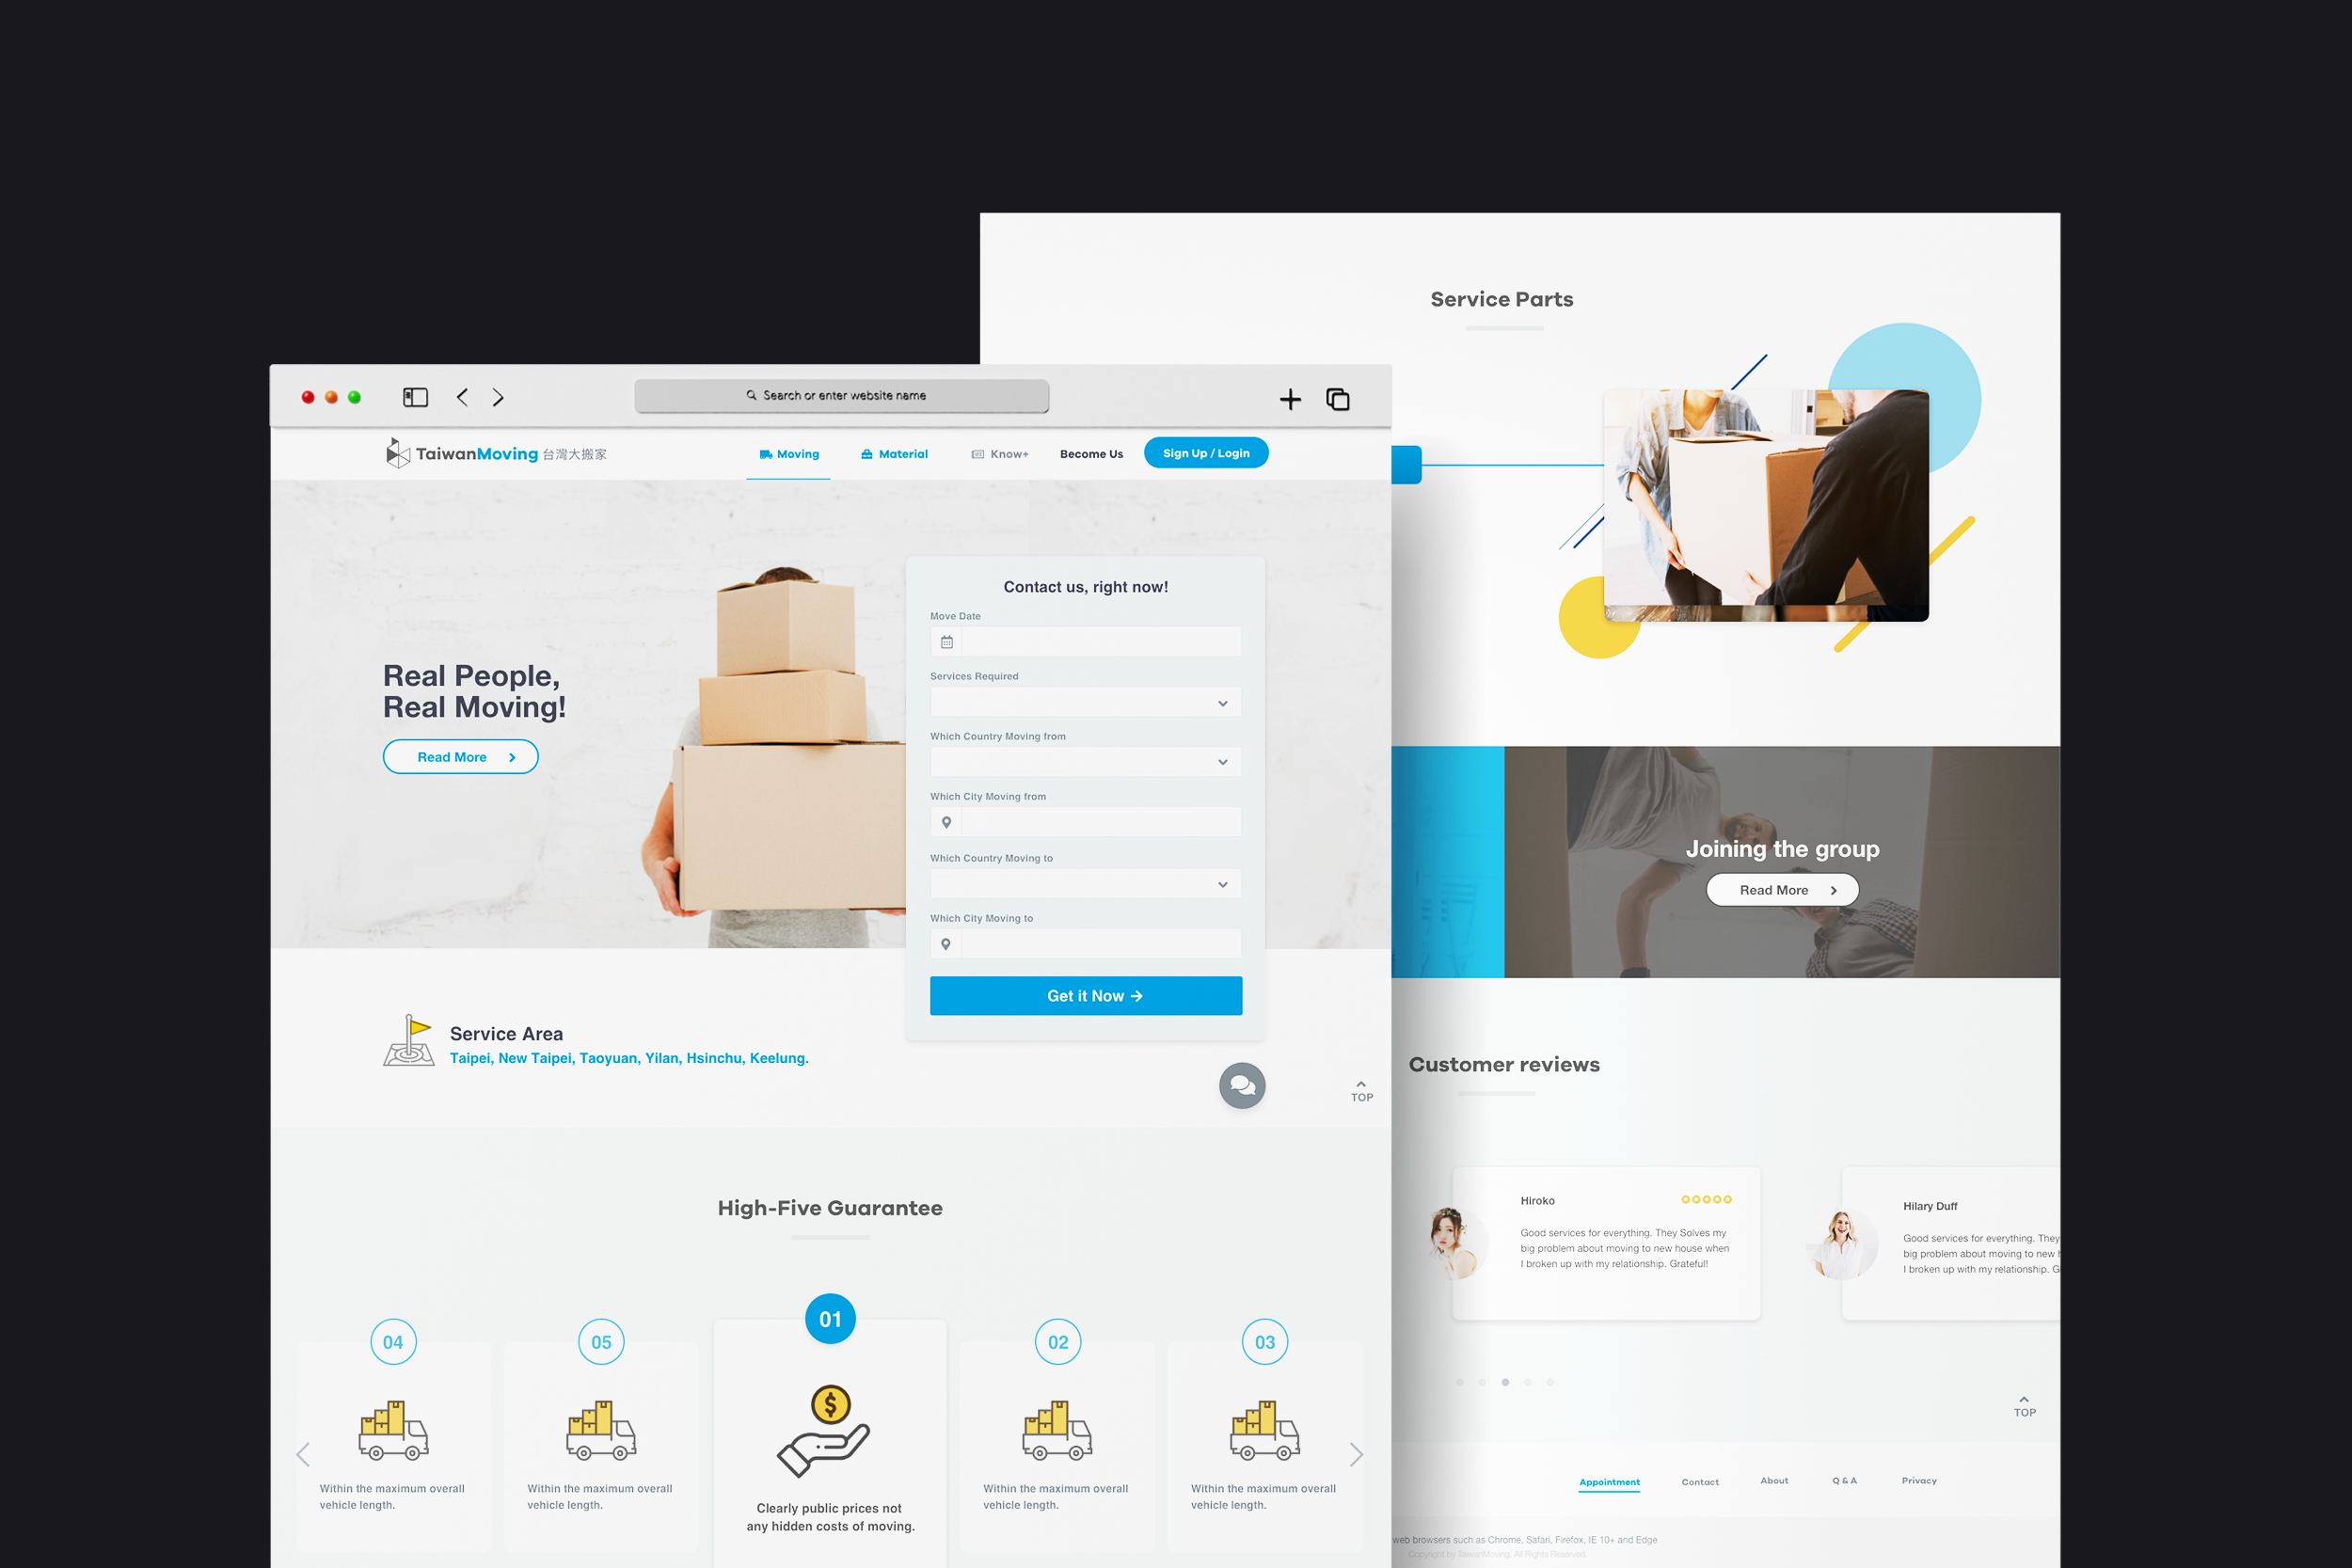 Search or enter website name
TaiwanMoving 台灣大搬家
Moving
Material
Know+
Become Us
Sign Up / Login
Real People,
Real Moving!
Read More
Contact us, right now!
Move Date
Services Required
Which Country Moving from
Which City Moving from
Which Country Moving to
Which City Moving to
Get it Now
Service Area
Taipei, New Taipei, Taoyuan, Yilan, Hsinchu, Keelung.
TOP
High-Five Guarantee
04
Within the maximum overall
vehicle length.
05
Within the maximum overall
vehicle length.
01
$
Clearly public prices not
any hidden costs of moving.
02
Within the maximum overall
vehicle length.
03
Within the maximum overall
vehicle length.
Service Parts
Joining the group
Read More
Customer reviews
Hiroko
Good services for everything. They Solves my
big problem about moving to new house when
I broken up with my relationship. Grateful!
Hilary Duff
Good services for everything. They
big problem about moving to new
I broken up with my relationship. G
TOP
Appointment
Contact
About
Q & A
Privacy
web browsers such as Chrome, Safari, Firefox, IE 10+ and Edge
Copyright by TaiwanMoving. All Rights Reserved.